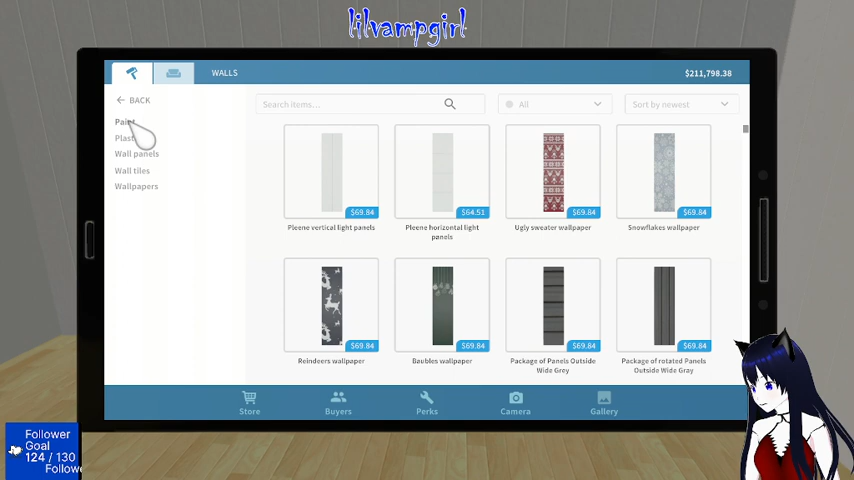 lilvampgirl
WALLS
$211,798.38
BACK
Search items...
All
Sort by newest
Paint
Wall panels
Wall tiles
Wallpapers
$69.84
$64.51
$69.84
$69.84
Pleene vertical light panels
Pleene horizontal light
panels
Ugly sweater wallpaper
Snowflakes wallpaper
$69.84
$69.84
$69.84
$69.84
Reindeers wallpaper
Baubles wallpaper
Package of Panels Outside
Wide Grey
Package of rotated Panels
Outside Wide Gray
Store
Buyers
Perks
Camera
Gallery
Follower
Goal
124 / 130
Follow